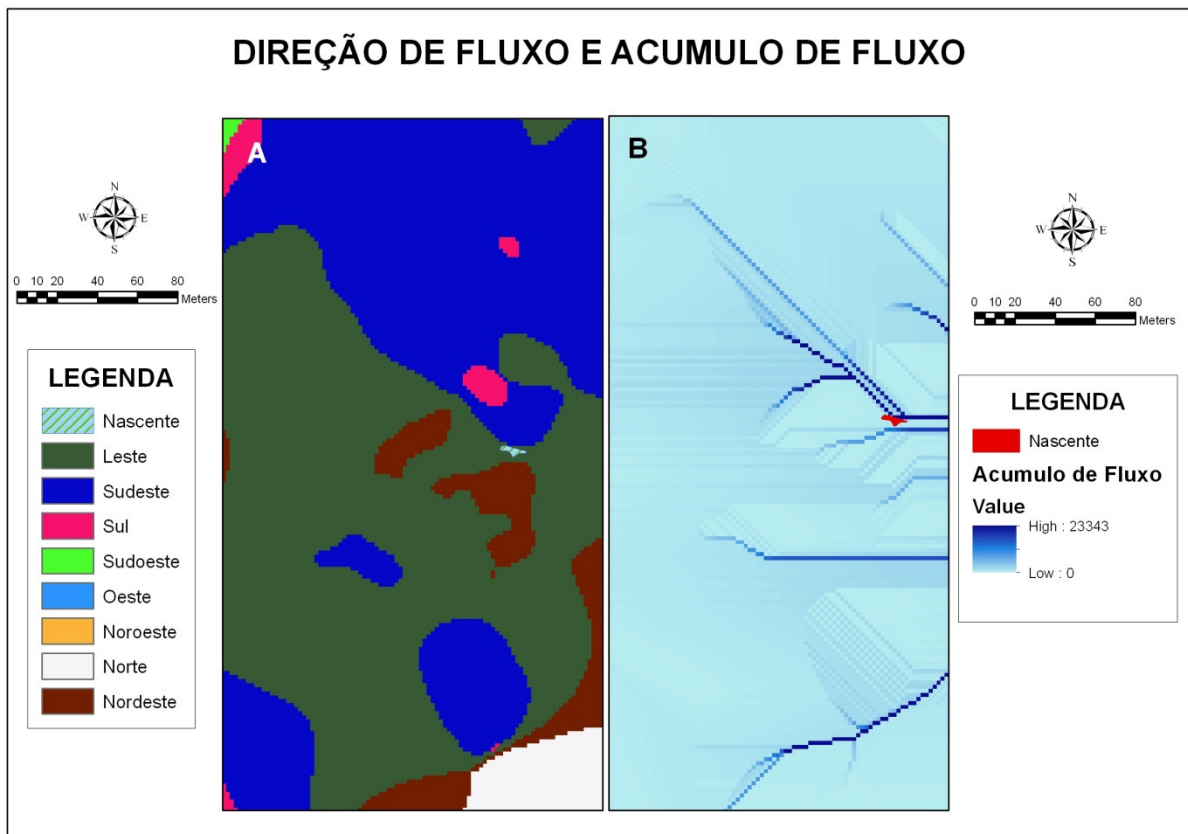 DIREÇÃO DE FLUXO E ACUMULO DE FLUXO
A
B
N
W E
S
0 10 20 40 60 80
Meters
LEGENDA
Nascente
Leste
Sudeste
Sul
Sudoeste
Oeste
Noroeste
Norte
Nordeste
N
W E
S
0 10 20 40 60 80
Meters
LEGENDA
Nascente
Acumulo de Fluxo
Value
High : 23343
Low : 0